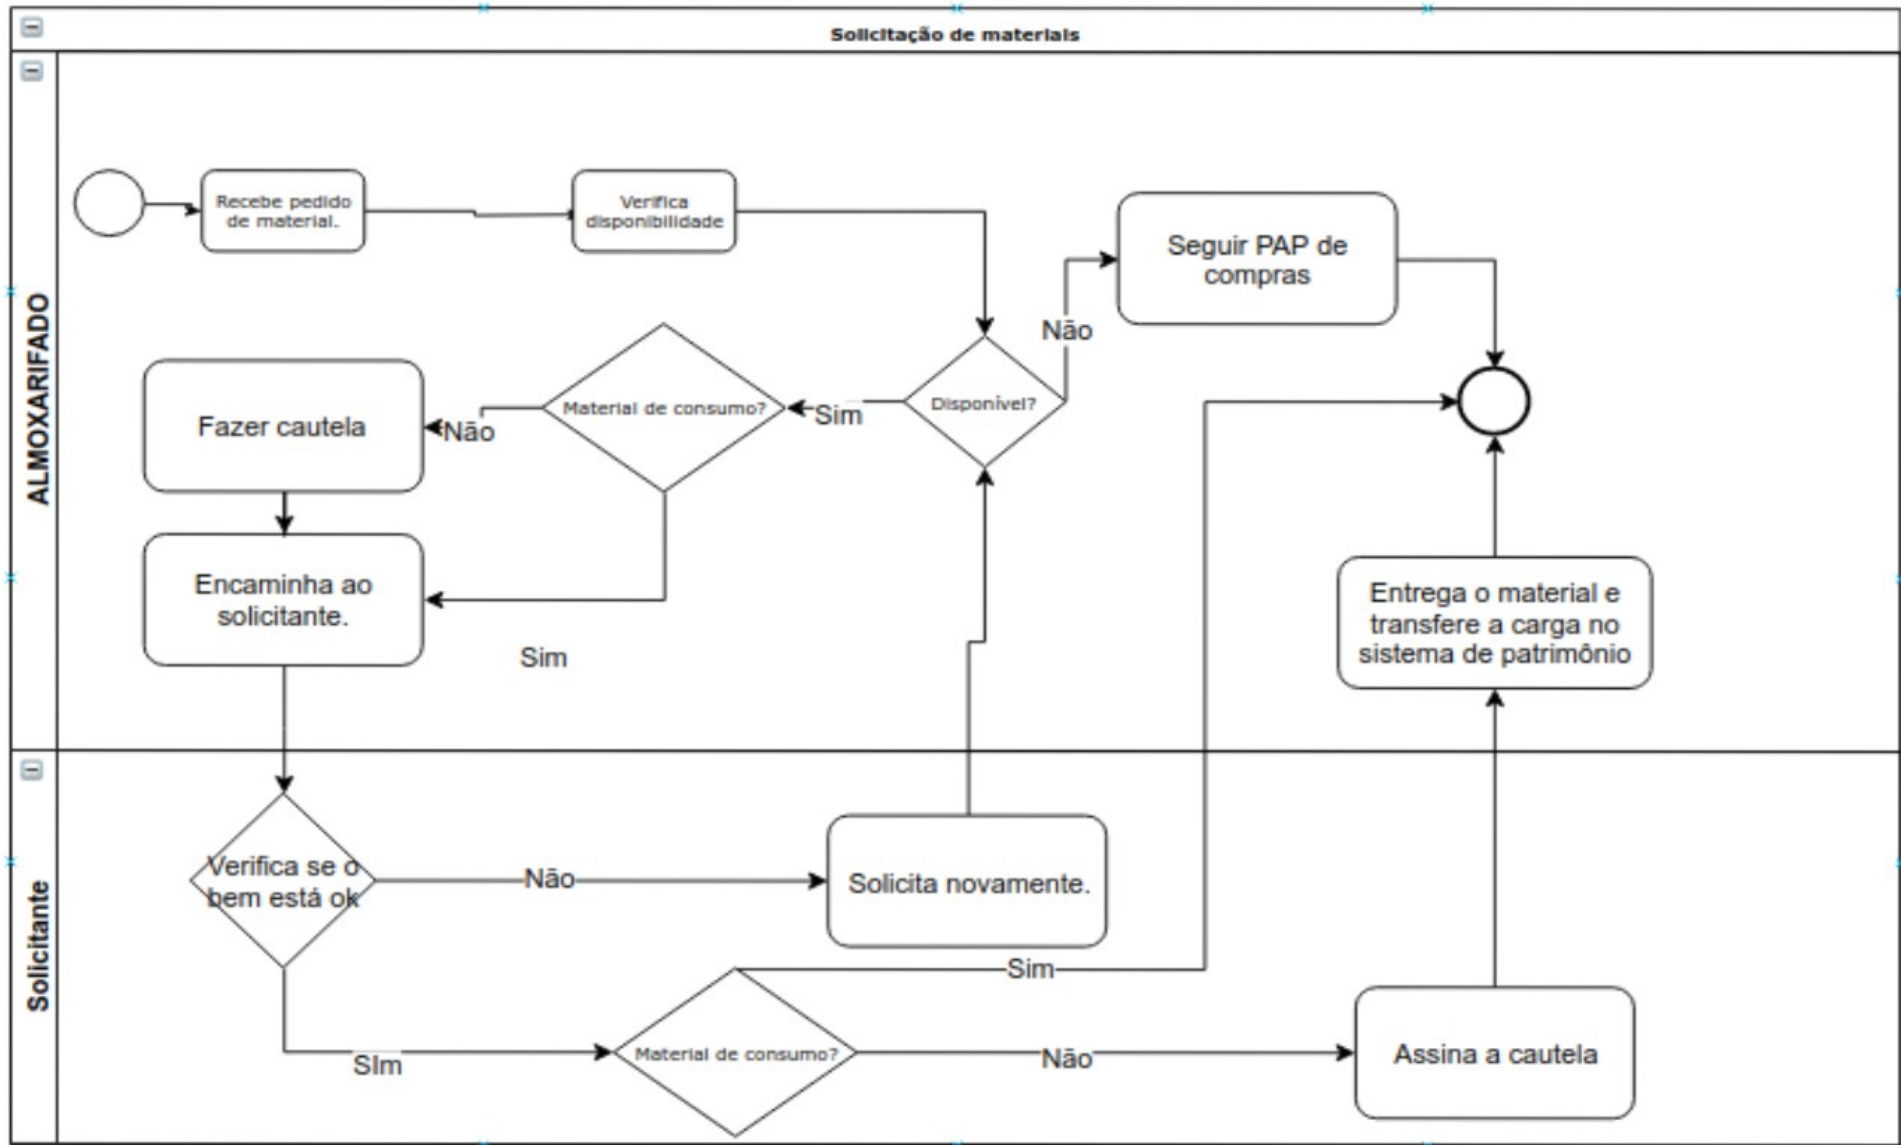 Solicitação de materiais
ALMOXARIFADO
Recebe pedido
de material.
Verifica
disponibilidade
Seguir PAP de
compras
Não
Disponível?
Sim
Material de consumo?
Não
Fazer cautela
Encaminha ao
solicitante.
Sim
Entrega o material e
transfere a carga no
sistema de patrimônio
Solicitante
Verifica se o
bem está ok
Não
Solicita novamente.
Sim
SIm
Material de consumo?
Não
Assina a cautela